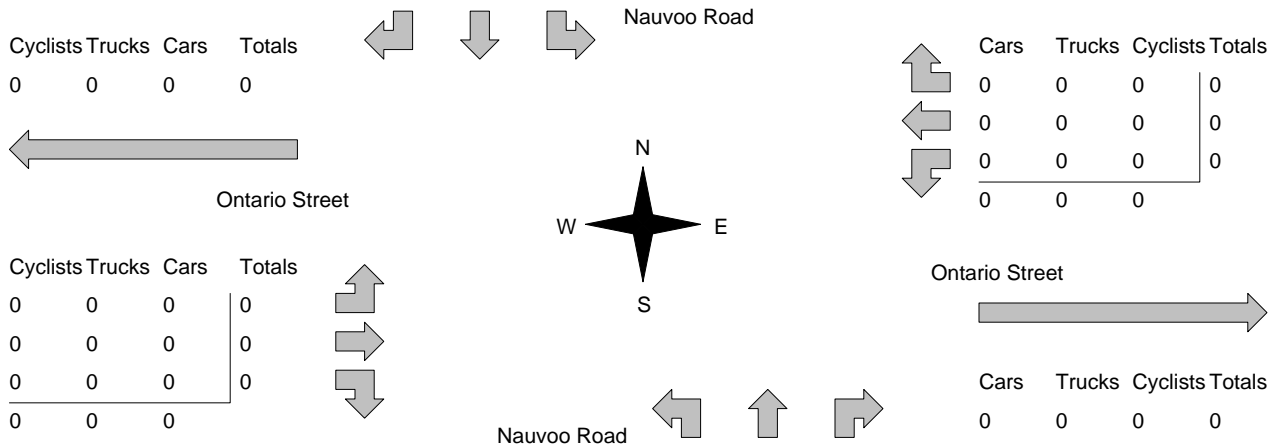 Nauvoo Road
Cyclists Trucks Cars Totals
0 0 0 0
Cars Trucks Cyclists Totals
0 0 0 0
0 0 0 0
0 0 0 0
0 0 0
Ontario Street
N
W E
S
Cyclists Trucks Cars Totals
0 0 0 0
0 0 0 0
0 0 0 0
0 0 0
Ontario Street
Cars Trucks Cyclists Totals
0 0 0 0
Nauvoo Road